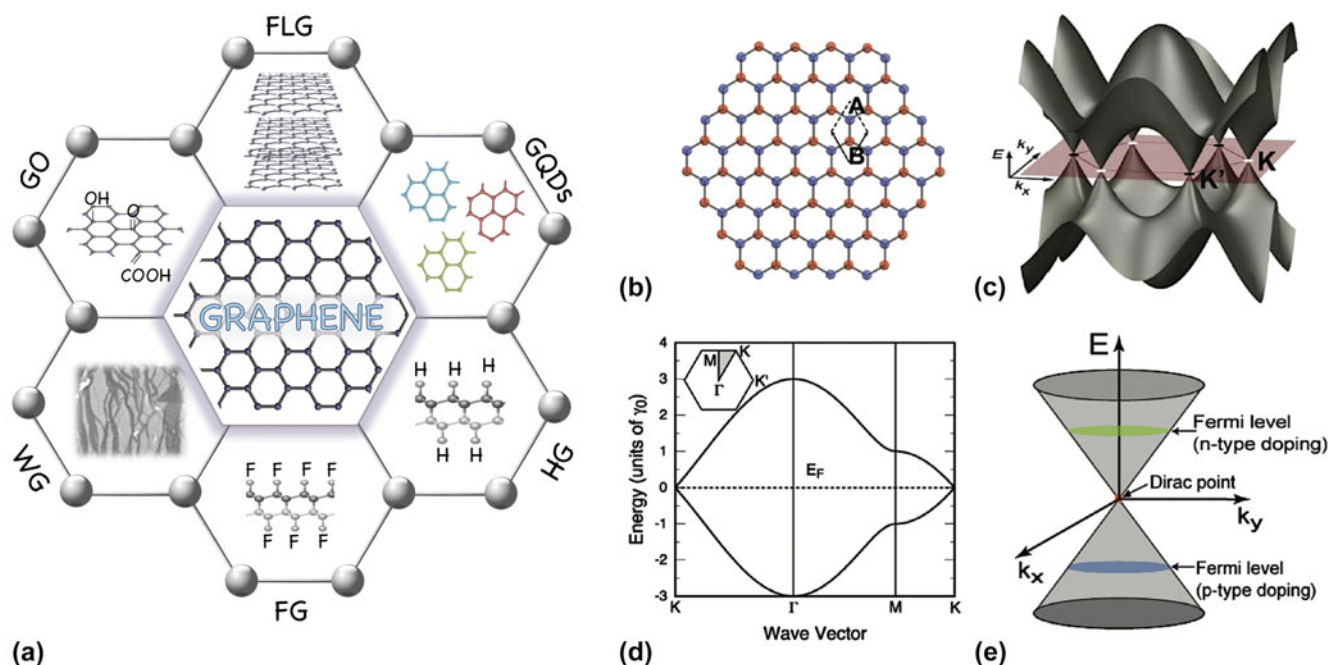 FLG
GO
GQDs
OH
O
COOH
GRAPHENE
WG
HG
H H H
H H
F F F F
F F F
FG
(a)
A
B
(b)
E
ky
kx
K
K'
(c)
4
3
2
1
0
-1
-2
-3
Energy (units of γ0)
M K
K'
Γ
EF
K Γ M K
Wave Vector
(d)
E
Fermi level
(n-type doping)
Dirac point
ky
kx
Fermi level
(p-type doping)
(e)